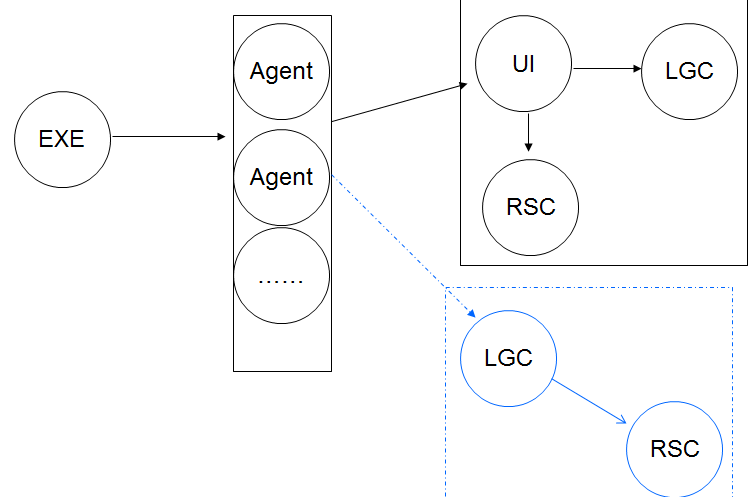 EXE
Agent
Agent
……
UI
LGC
RSC
LGC
RSC